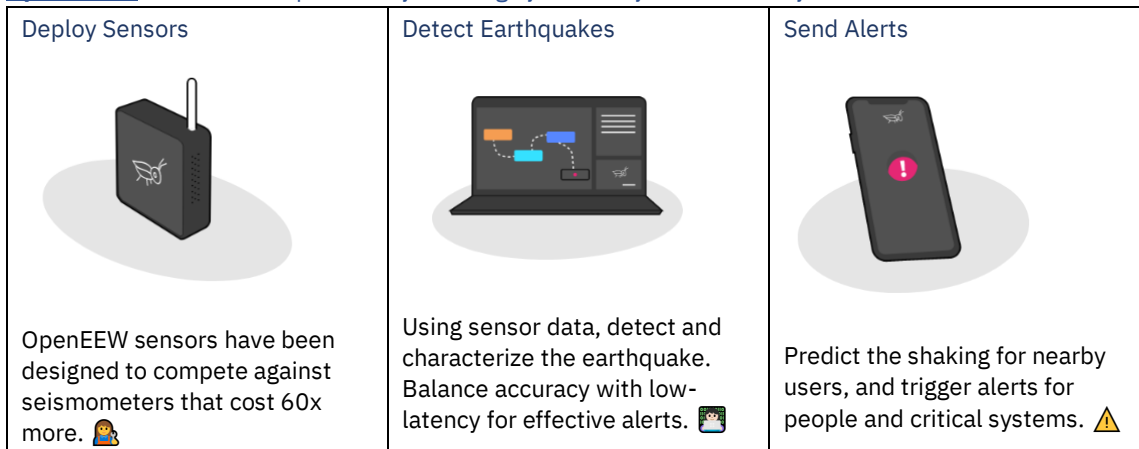 Deploy Sensors
OpenEEW sensors have been
designed to compete against
seismometers that cost 60x
more. 👩‍🔧
Detect Earthquakes
Using sensor data, detect and
characterize the earthquake.
Balance accuracy with low-
latency for effective alerts. 👨‍💻
Send Alerts
Predict the shaking for nearby
users, and trigger alerts for
people and critical systems. ⚠️